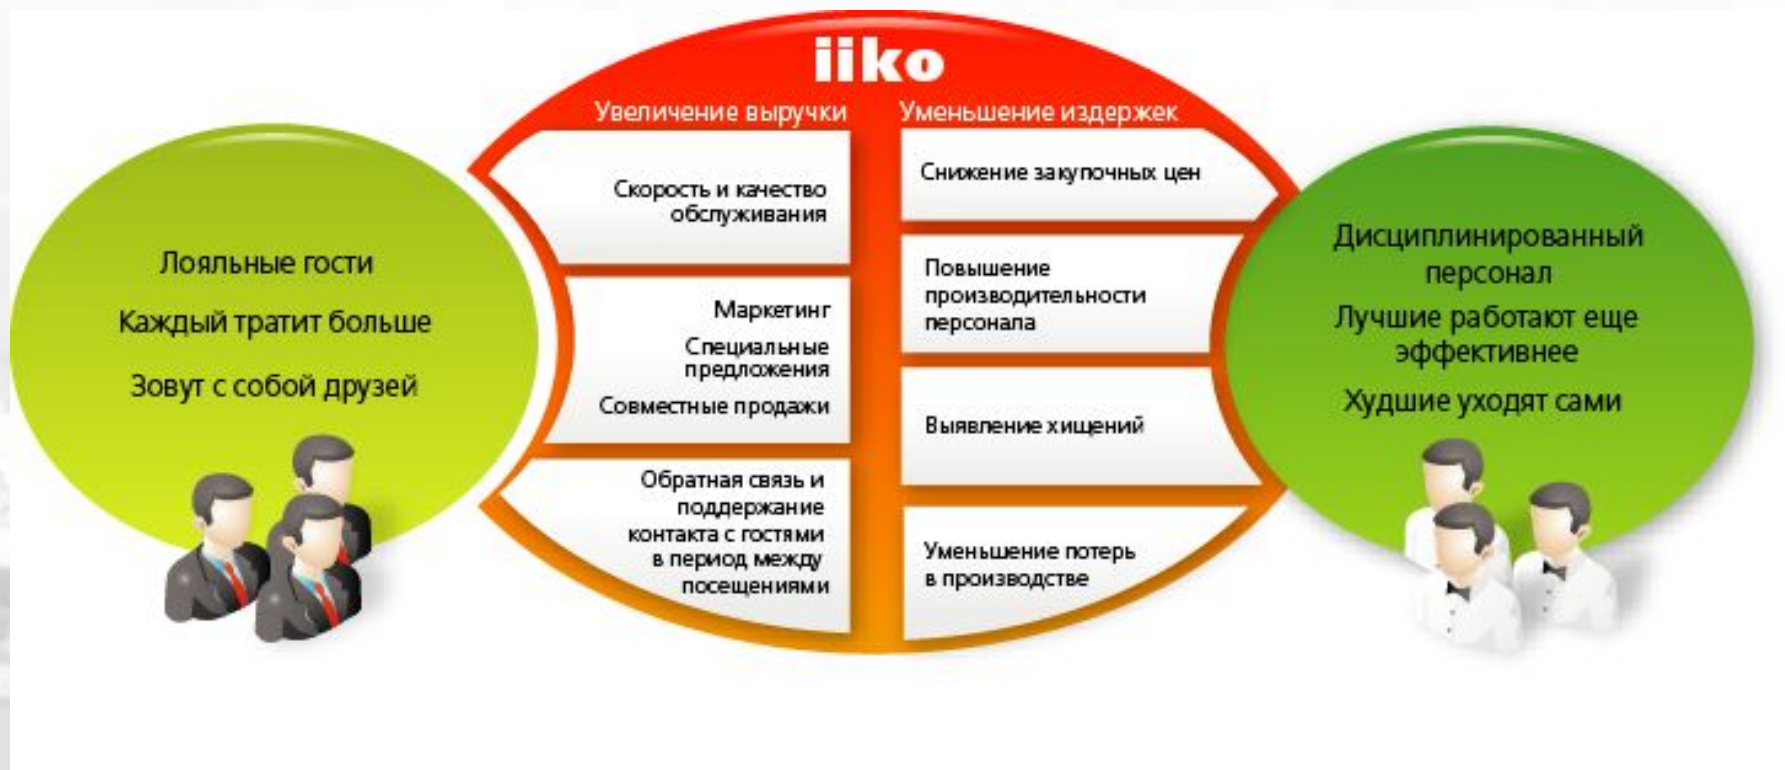 iiko
Увеличение выручки
Уменьшение издержек
Лояльные гости
Каждый тратит больше
Зовут с собой друзей
Скорость и качество
обслуживания
Маркетинг
Специальные
предложения
Совместные продажи
Обратная связь и
поддержание
контакта с гостями
в период между
посещениями
Снижение закупочных цен
Повышение
производительности
персонала
Выявление хищений
Уменьшение потерь
в производстве
Дисциплинированный
персонал
Лучшие работают еще
эффективнее
Худшие уходят сами